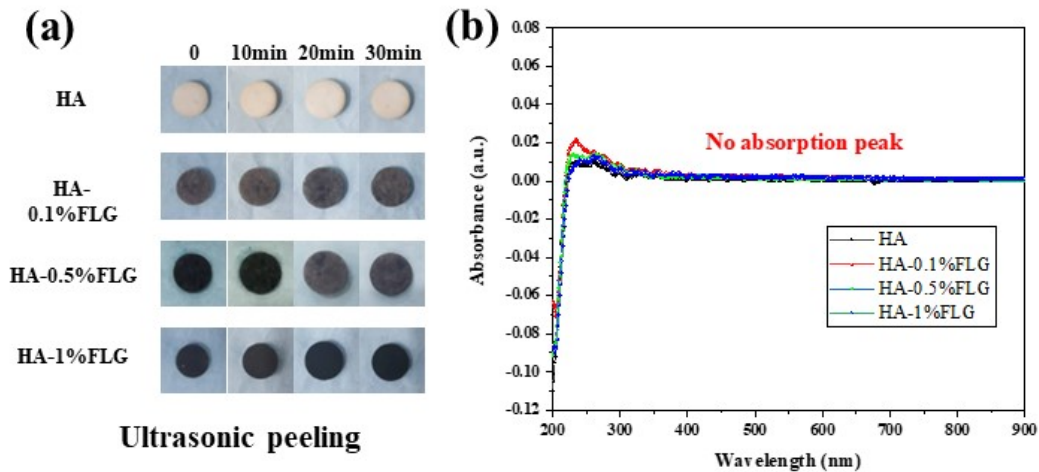 (a)
0 10min 20min 30min
HA
HA-
0.1%FLG
HA-0.5%FLG
HA-1%FLG
Ultrasonic peeling
(b)
0.08
0.06
0.04
0.02
0.00
-0.02
-0.04
-0.06
-0.08
-0.10
-0.12
Absorbance (a.u.)
No absorption peak
HA
HA-0.1%FLG
HA-0.5%FLG
HA-1%FLG
200 300 400 500 600 700 800 900
Wavelength (nm)